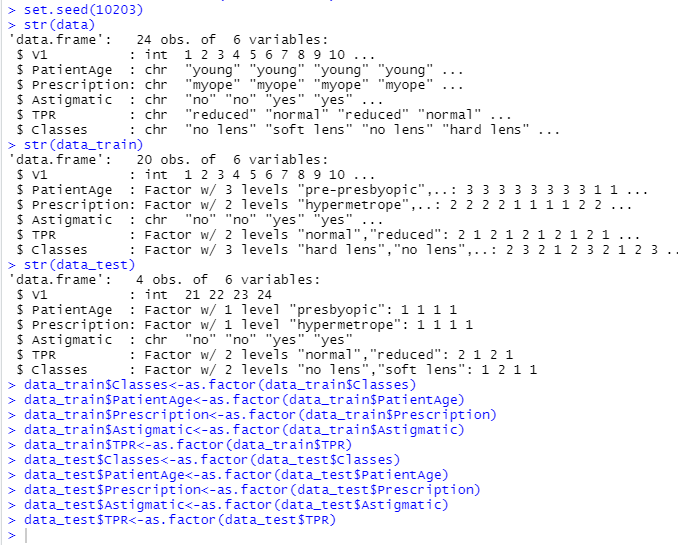 > set.seed(10203)
> str(data)
'data.frame':   24 obs. of  6 variables:
 $ V1          : int  1 2 3 4 5 6 7 8 9 10 ...
 $ PatientAge  : chr  "young" "young" "young" "young" ...
 $ Prescription: chr  "myope" "myope" "myope" "myope" ...
 $ Astigmatic  : chr  "no" "no" "yes" "yes" ...
 $ TPR         : chr  "reduced" "normal" "reduced" "normal" ...
 $ Classes     : chr  "no lens" "soft lens" "no lens" "hard lens" ...
> str(data_train)
'data.frame':   20 obs. of  6 variables:
 $ V1          : int  1 2 3 4 5 6 7 8 9 10 ...
 $ PatientAge  : Factor w/ 3 levels "pre-presbyopic",..: 3 3 3 3 3 3 3 3 1 1 ...
 $ Prescription: Factor w/ 2 levels "hypermetrope",..: 2 2 2 2 1 1 1 1 2 2 ...
 $ Astigmatic  : chr  "no" "no" "yes" "yes" ...
 $ TPR         : Factor w/ 2 levels "normal","reduced": 2 1 2 1 2 1 2 1 2 1 ...
 $ Classes     : Factor w/ 3 levels "hard lens","no lens",..: 2 3 2 1 2 3 2 1 2 3 ..
> str(data_test)
'data.frame':   4 obs. of  6 variables:
 $ V1          : int  21 22 23 24
 $ PatientAge  : Factor w/ 1 level "presbyopic": 1 1 1 1
 $ Prescription: Factor w/ 1 level "hypermetrope": 1 1 1 1
 $ Astigmatic  : chr  "no" "no" "yes" "yes"
 $ TPR         : Factor w/ 2 levels "normal","reduced": 2 1 2 1
 $ Classes     : Factor w/ 2 levels "no lens","soft lens": 1 2 1 1
> data_train$Classes<-as.factor(data_train$Classes)
> data_train$PatientAge<-as.factor(data_train$PatientAge)
> data_train$Prescription<-as.factor(data_train$Prescription)
> data_train$Astigmatic<-as.factor(data_train$Astigmatic)
> data_train$TPR<-as.factor(data_train$TPR)
> data_test$Classes<-as.factor(data_test$Classes)
> data_test$PatientAge<-as.factor(data_test$PatientAge)
> data_test$Prescription<-as.factor(data_test$Prescription)
> data_test$Astigmatic<-as.factor(data_test$Astigmatic)
> data_test$TPR<-as.factor(data_test$TPR)
>